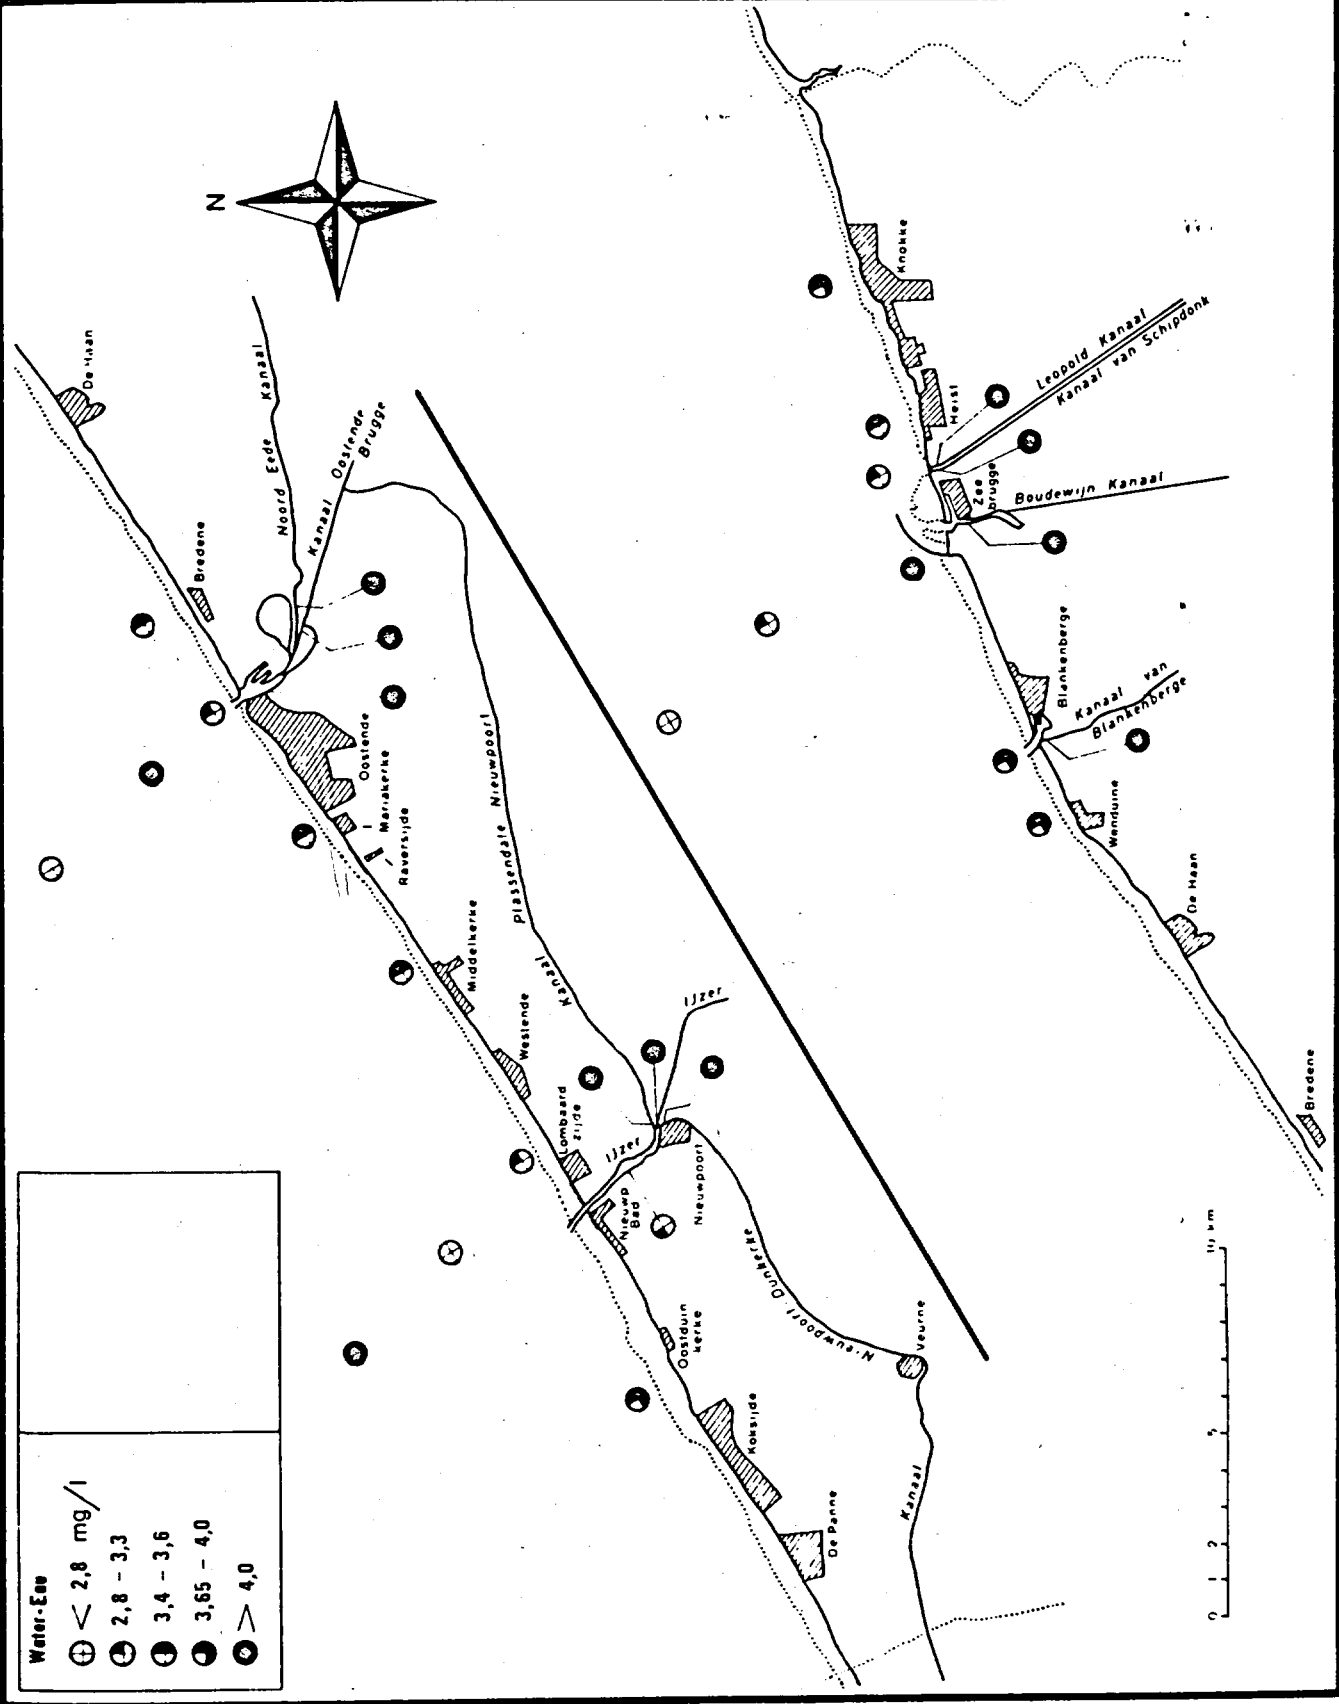 Water-Eau
< 2,8 mg/l
2,8 - 3,3
3,4 - 3,6
3,65 - 4,0
> 4,0
N
De Haan
Bredene
Noord Eede Kanaal
Kanaal Oostende
Brugge
Oostende
Mariakerke
Raversijde
Middelkerke
Westende
Lombaard
zijde
Kanaal Plassendale Nieuwpoort
IJzer
IJzer
Nieuwp
Bad
Nieuwpoort
Oostduin
kerke
Koksijde
De Panne
Kanaal Nieuwpoort Dunkerke
Veurne
Knokke
Heist
Leopold Kanaal
Kanaal van Schipdonk
Zee
brugge
Boudewijn Kanaal
Blankenberge
Kanaal van
Blankenberge
Wenduine
De Haan
Bredene
0 1 2 5 10 km